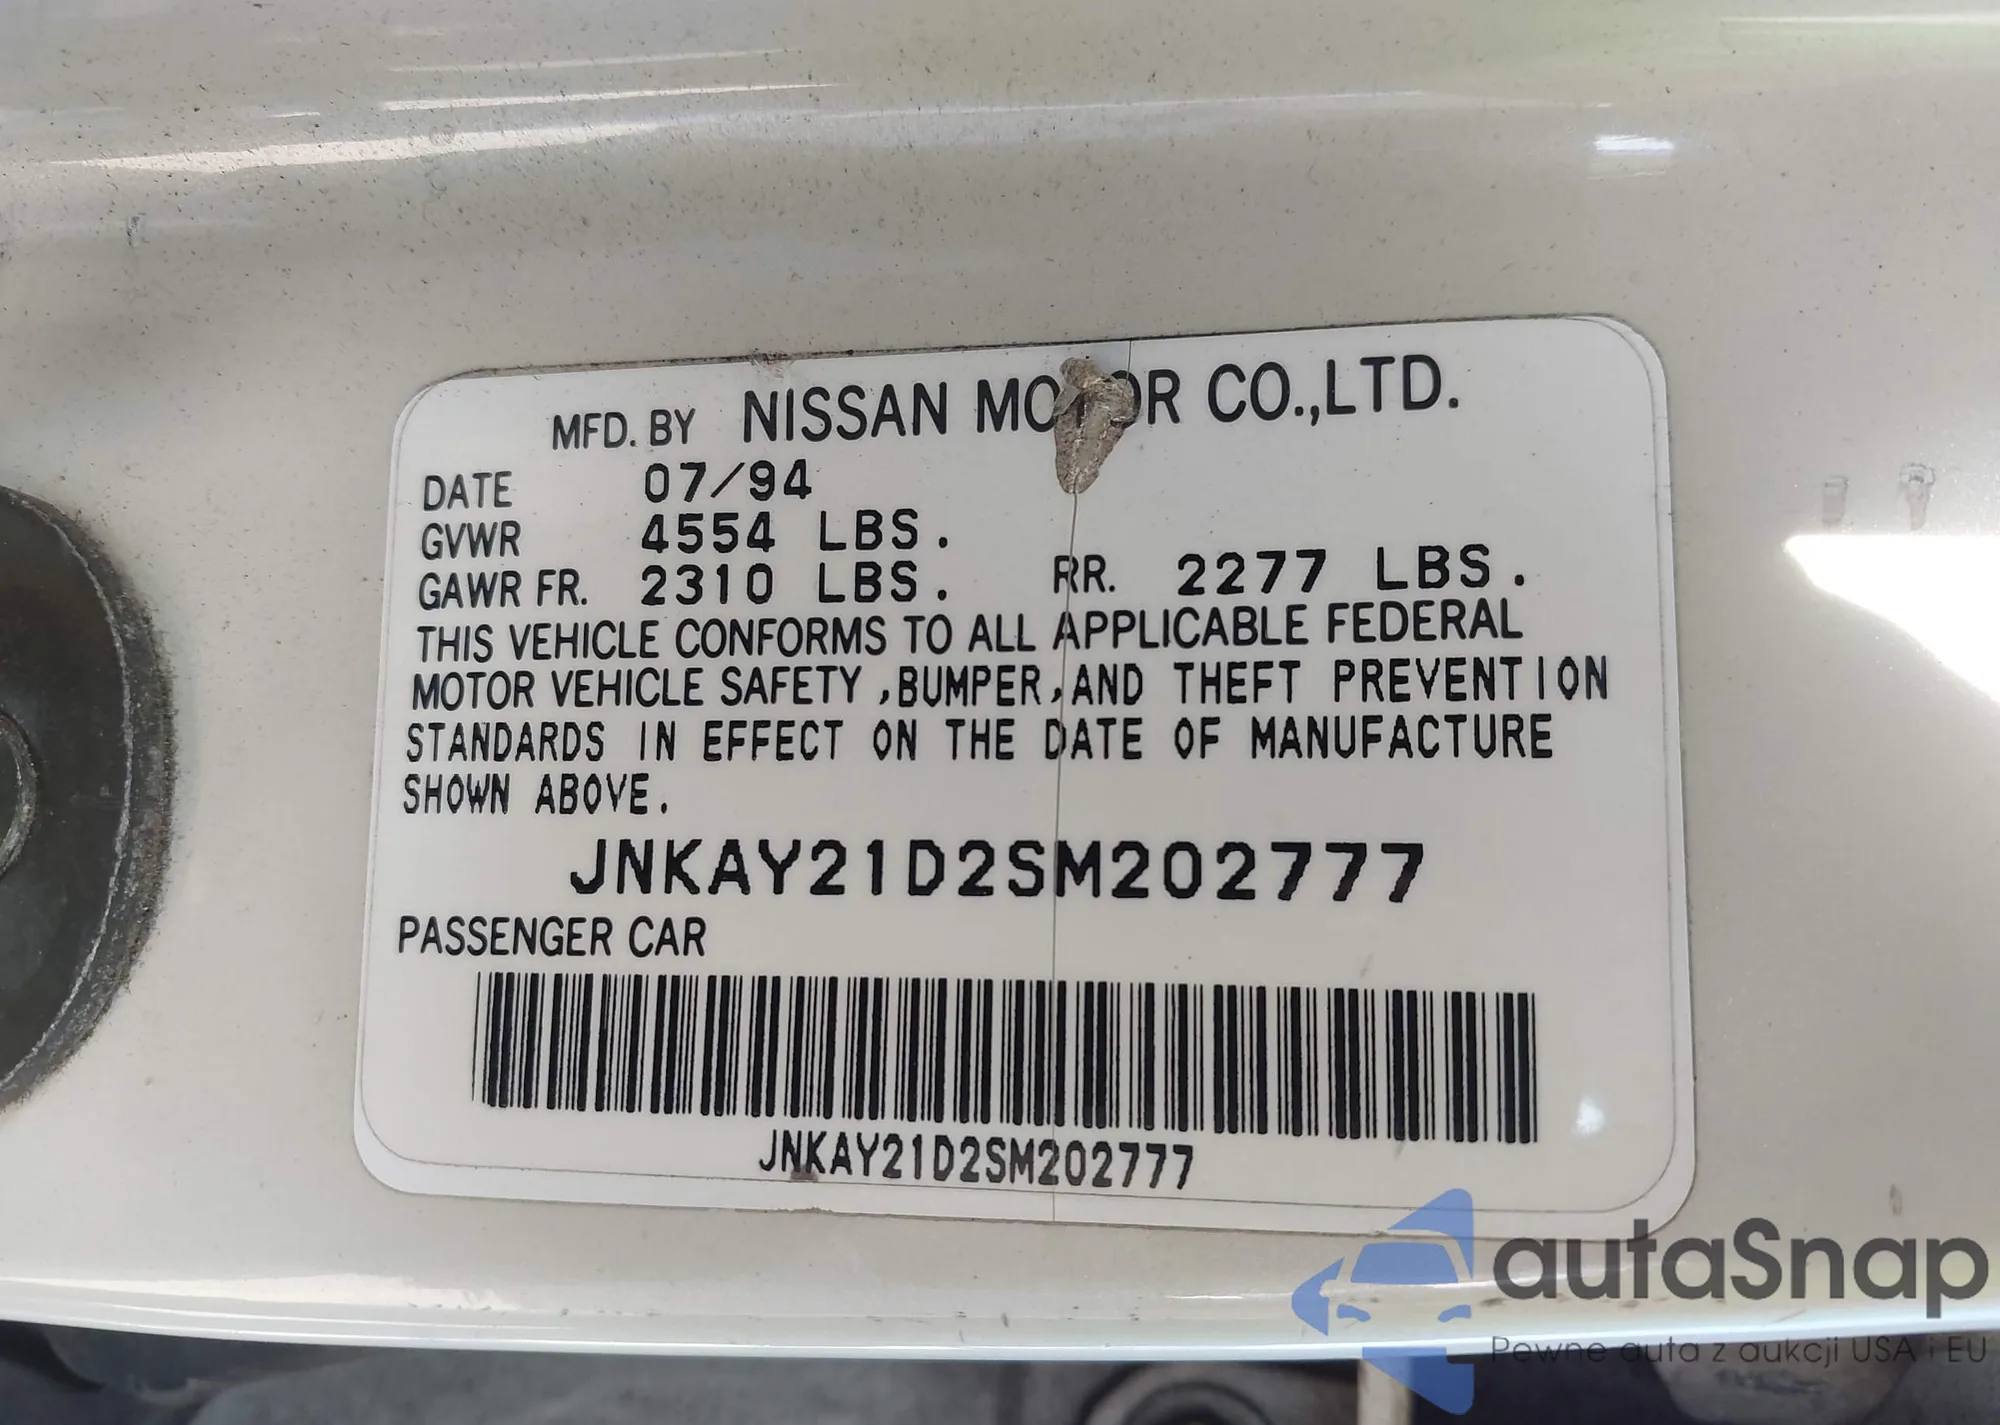 MFD. BY NISSAN MOTOR CO.,LTD.
DATE 07/94
GVWR 4554 LBS.
GAWR FR. 2310 LBS. RR. 2277 LBS.
THIS VEHICLE CONFORMS TO ALL APPLICABLE FEDERAL
MOTOR VEHICLE SAFETY ,BUMPER,AND THEFT PREVENTION
STANDARDS IN EFFECT ON THE DATE OF MANUFACTURE
SHOWN ABOVE.
JNKAY21D2SM202777
PASSENGER CAR
JNKAY21D2SM202777
autaSnap
Pewne auta z aukcji USA i EU